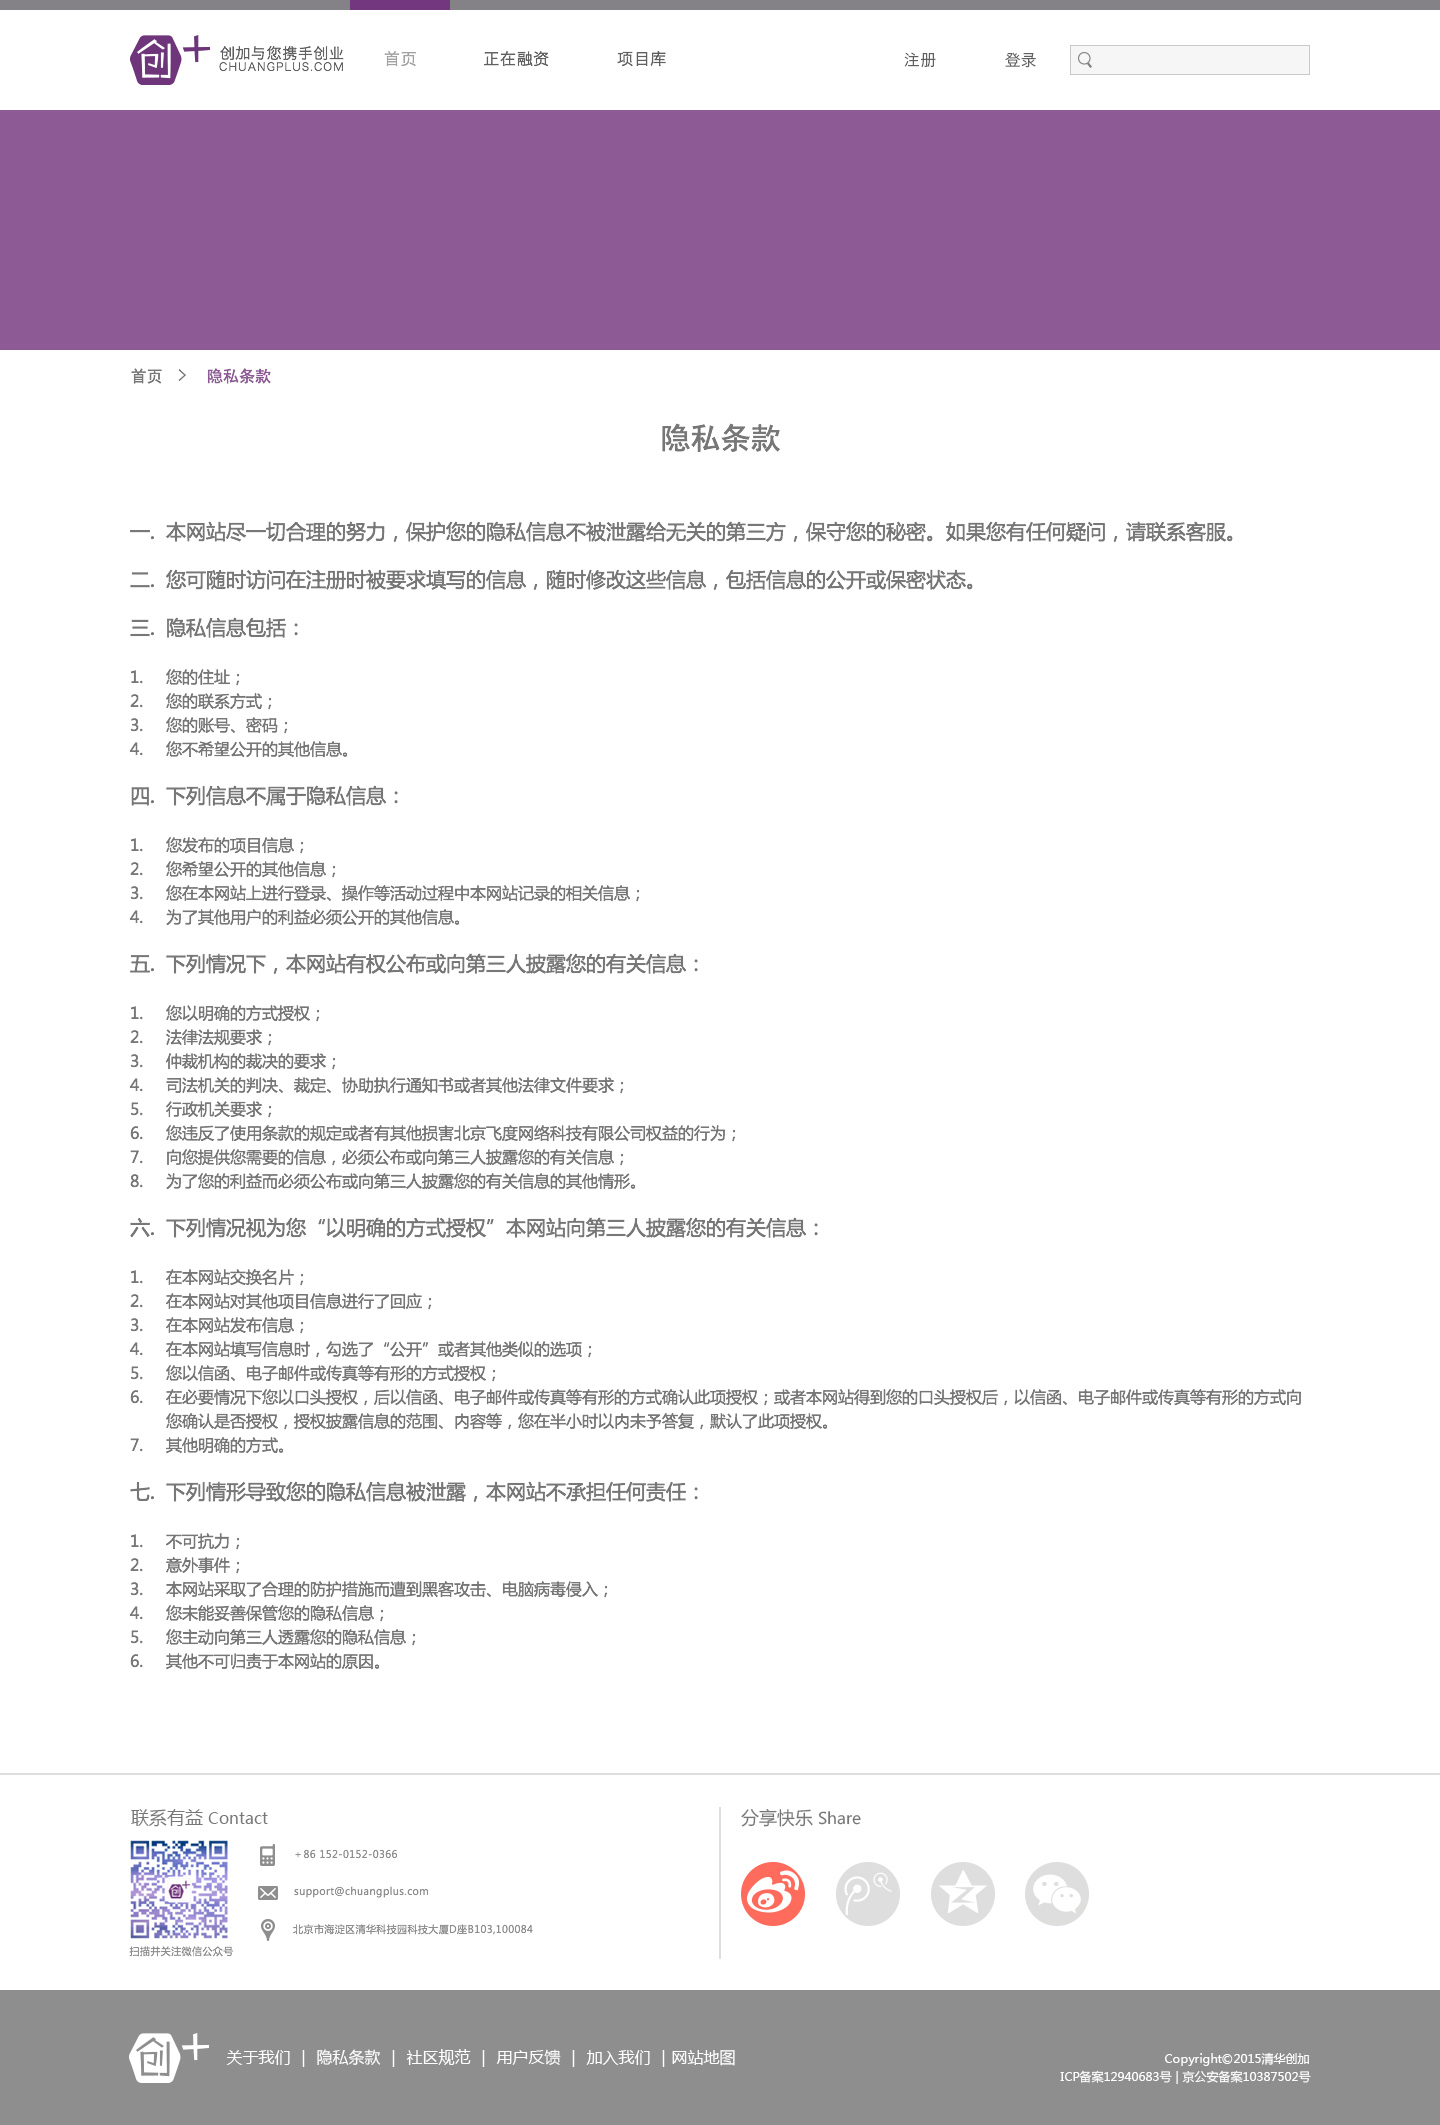 创+ 创加与您携手创业
CHUANGPLUS.COM
首页 正在融资 项目库 注册 登录
首页 > 隐私条款
隐私条款
一. 本网站尽一切合理的努力，保护您的隐私信息不被泄露给无关的第三方，保守您的秘密。如果您有任何疑问，请联系客服。
二. 您可随时访问在注册时被要求填写的信息，随时修改这些信息，包括信息的公开或保密状态。
三. 隐私信息包括：
1. 您的住址；
2. 您的联系方式；
3. 您的账号、密码；
4. 您不希望公开的其他信息。
四. 下列信息不属于隐私信息：
1. 您发布的项目信息；
2. 您希望公开的其他信息；
3. 您在本网站上进行登录、操作等活动过程中本网站记录的相关信息；
4. 为了其他用户的利益必须公开的其他信息。
五. 下列情况下，本网站有权公布或向第三人披露您的有关信息：
1. 您以明确的方式授权；
2. 法律法规要求；
3. 仲裁机构的裁决的要求；
4. 司法机关的判决、裁定、协助执行通知书或者其他法律文件要求；
5. 行政机关要求；
6. 您违反了使用条款的规定或者有其他损害北京飞度网络科技有限公司权益的行为；
7. 向您提供您需要的信息，必须公布或向第三人披露您的有关信息；
8. 为了您的利益而必须公布或向第三人披露您的有关信息的其他情形。
六. 下列情况视为您“以明确的方式授权”本网站向第三人披露您的有关信息：
1. 在本网站交换名片；
2. 在本网站对其他项目信息进行了回应；
3. 在本网站发布信息；
4. 在本网站填写信息时，勾选了“公开”或者其他类似的选项；
5. 您以信函、电子邮件或传真等有形的方式授权；
6. 在必要情况下您以口头授权，后以信函、电子邮件或传真等有形的方式确认此项授权；或者本网站得到您的口头授权后，以信函、电子邮件或传真等有形的方式向
您确认是否授权，授权披露信息的范围、内容等，您在半小时以内未予答复，默认了此项授权。
7. 其他明确的方式。
七. 下列情形导致您的隐私信息被泄露，本网站不承担任何责任：
1. 不可抗力；
2. 意外事件；
3. 本网站采取了合理的防护措施而遭到黑客攻击、电脑病毒侵入；
4. 您未能妥善保管您的隐私信息；
5. 您主动向第三人透露您的隐私信息；
6. 其他不可归责于本网站的原因。
联系有益 Contact
+86 152-0152-0366
support@chuangplus.com
北京市海淀区清华科技园科技大厦D座B103,100084
扫描并关注微信公众号
分享快乐 Share
创+ 关于我们 | 隐私条款 | 社区规范 | 用户反馈 | 加入我们 | 网站地图
Copyright©2015清华创加
ICP备案12940683号 | 京公安备案10387502号